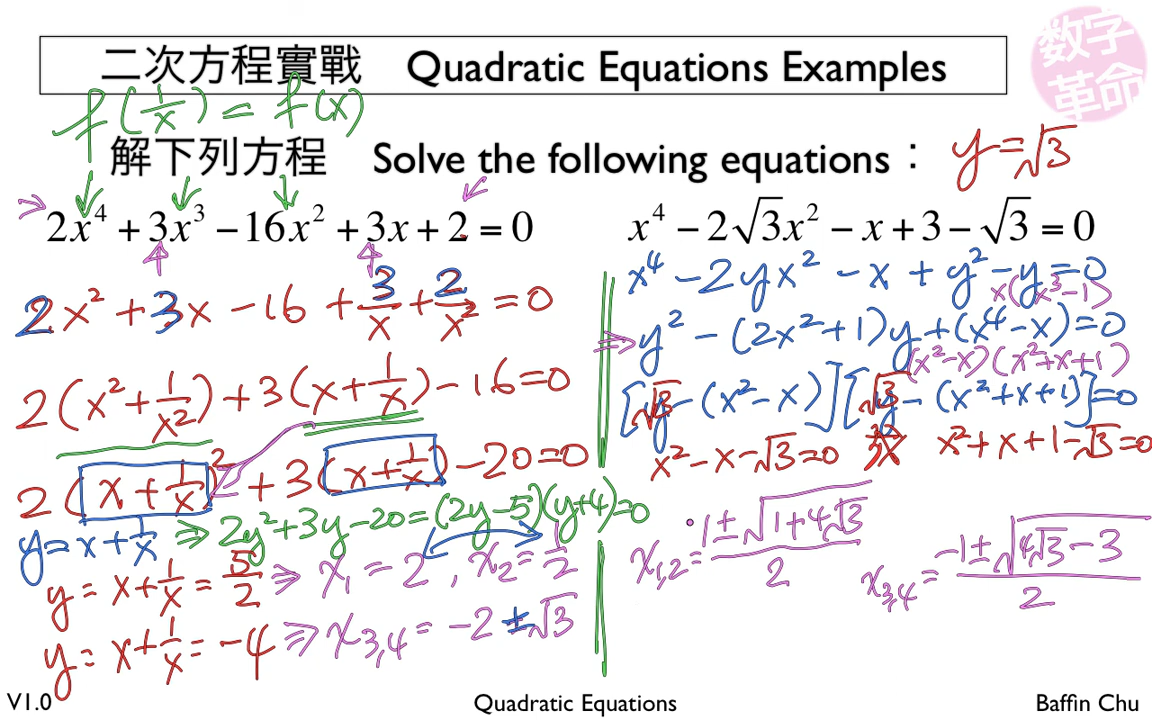 二次方程實戰 Quadratic Equations Examples
数字
革命
f(1/x) = f(x)
解下列方程 Solve the following equations：
y = √3
2x⁴ + 3x³ − 16x² + 3x + 2 = 0
2x² + 3x − 16 + 3/x + 2/x² = 0
2(x² + 1/x²) + 3(x + 1/x) − 16 = 0
2(x + 1/x)² + 3(x + 1/x) − 20 = 0
y = x + 1/x ⇒ 2y² + 3y − 20 = (2y − 5)(y + 4) = 0
y = x + 1/x = 5/2 ⇒ x₁ = 2, x₂ = 1/2
y = x + 1/x = −4 ⇒ x₃,₄ = −2 ± √3
x⁴ − 2√3x² − x + 3 − √3 = 0
x⁴ − 2yx² − x + y² − y = 0
x(x³ − 1)
⇒ y² − (2x² + 1)y + (x⁴ − x) = 0
(x² − x)(x² + x + 1)
[√3 − (x² − x)][√3 − (x² + x + 1)] = 0
x² − x − √3 = 0 x² + x + 1 − √3 = 0
x₁,₂ = (1 ± √(1 + 4√3))/2
x₃,₄ = (−1 ± √(4√3 − 3))/2
V1.0 Quadratic Equations Baffin Chu